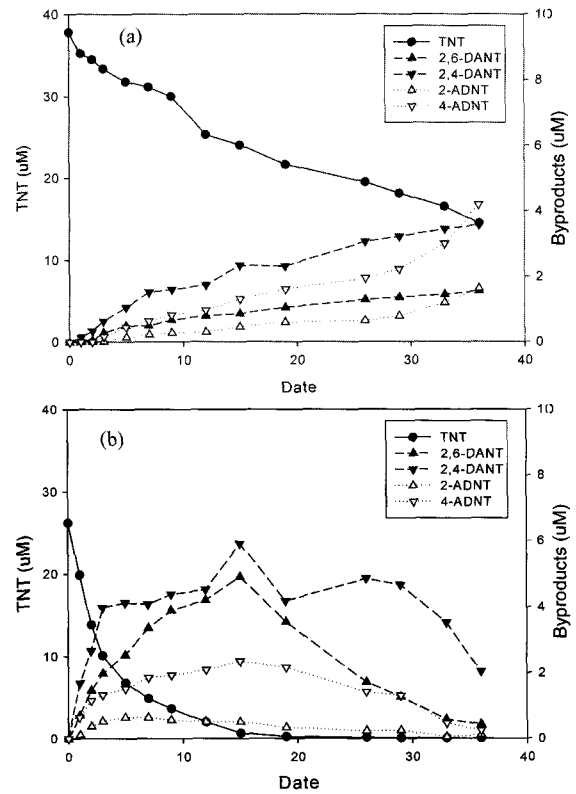 (a)
TNT
2,6-DANT
2,4-DANT
2-ADNT
4-ADNT
40
30
20
10
0
TNT (uM)
10
8
6
4
2
0
Byproducts (uM)
0 10 20 30 40
Date
(b)
TNT
2,6-DANT
2,4-DANT
2-ADNT
4-ADNT
40
30
20
10
0
TNT (uM)
10
8
6
4
2
0
Byproducts (uM)
0 10 20 30 40
Date